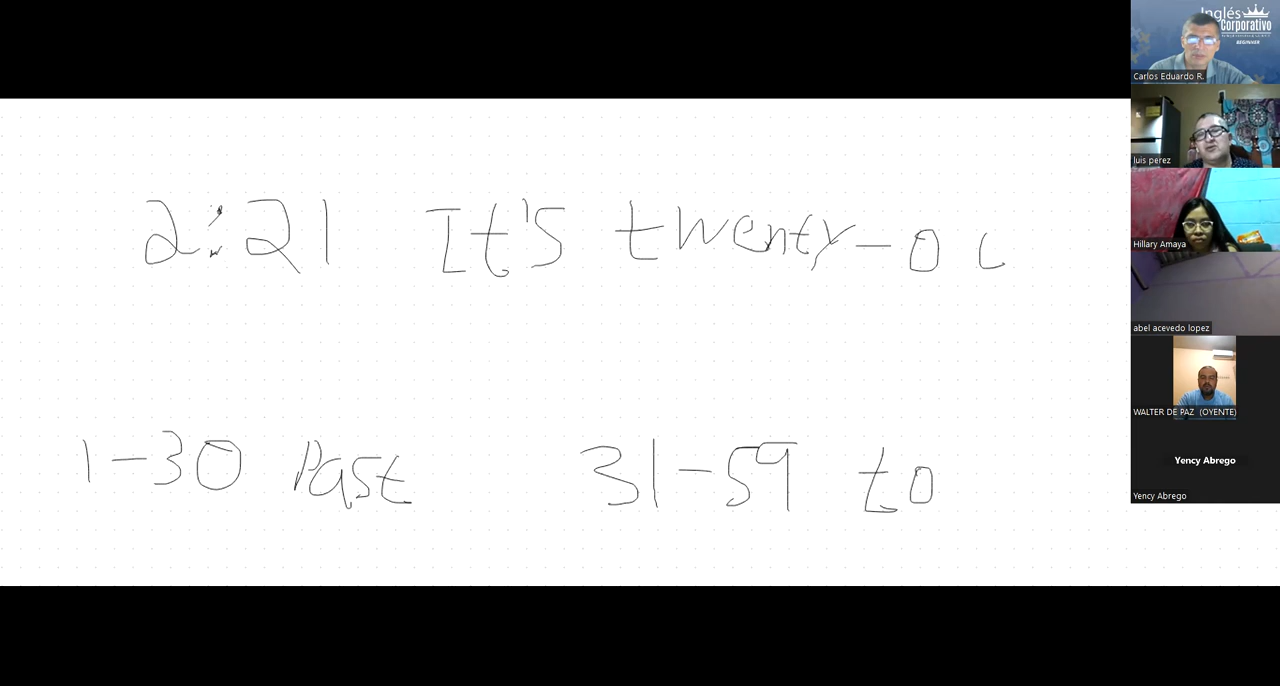 Inglés
Corporativo
BEGINNER
Carlos Eduardo R.
luis perez
2:21 It's twenty-o
Hillary Amaya
abel acevedo lopez
WALTER DE PAZ (OYENTE)
Yency Abrego
1-30 Past 31-59 to
Yency Abrego